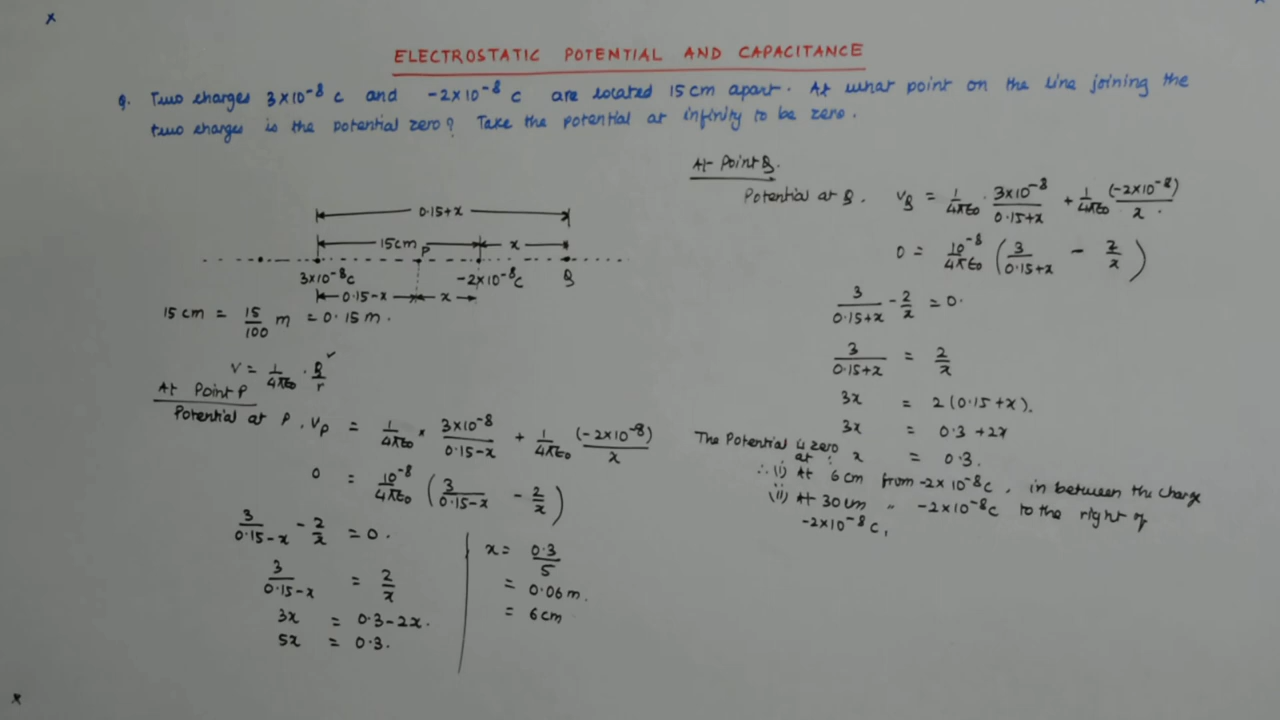 ELECTROSTATIC POTENTIAL AND CAPACITANCE
Q. Two charges 3×10⁻⁸ C and -2×10⁻⁸ C are located 15 cm apart. At what point on the line joining the
two charges is the potential zero? Take the potential at infinity to be zero.
0.15+x
15cm P x
3×10⁻⁸C -2×10⁻⁸C Q
0.15-x x
15 cm = 15/100 m = 0.15 m.
V = 1/4πε₀ · Q/r
At Point P
Potential at P, Vp = 1/4πε₀ × 3×10⁻⁸/0.15-x + 1/4πε₀ (-2×10⁻⁸)/x
0 = 10⁻⁸/4πε₀ (3/0.15-x - 2/x)
3/0.15-x - 2/x = 0.
3/0.15-x = 2/x
3x = 0.3-2x.
5x = 0.3.
x = 0.3/5
= 0.06 m.
= 6cm
At Point Q.
Potential at Q. VQ = 1/4πε₀ · 3×10⁻⁸/0.15+x + 1/4πε₀ (-2×10⁻⁸)/x.
0 = 10⁻⁸/4πε₀ (3/0.15+x - 2/x)
3/0.15+x - 2/x = 0.
3/0.15+x = 2/x
3x = 2(0.15+x).
3x = 0.3+2x
x = 0.3.
The Potential is zero
at :
∴ (i) At 6cm from -2×10⁻⁸C, in between the charge
(ii) At 30cm " -2×10⁻⁸C to the right of
-2×10⁻⁸C,